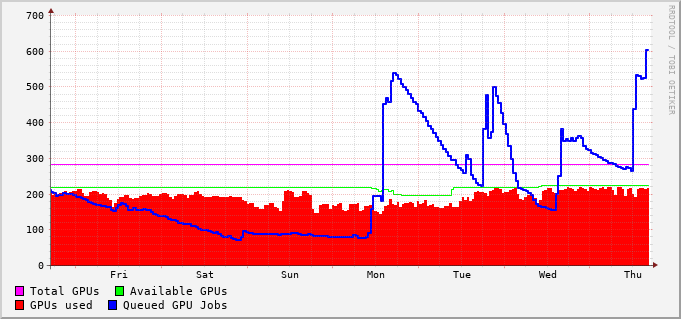 700
600
500
400
300
200
100
0
Fri Sat Sun Mon Tue Wed Thu
Total GPUs Available GPUs
GPUs used Queued GPU Jobs
RRDTOOL / TOBI OETIKER